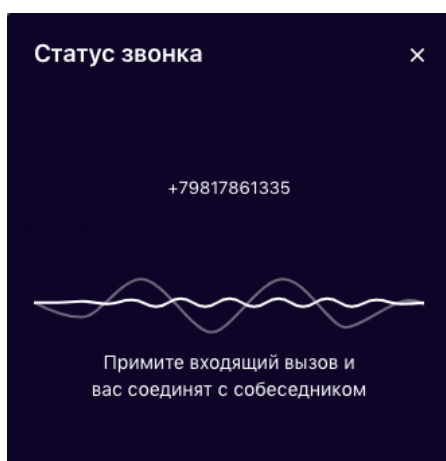 Статус звонка
+79817861335
Примите входящий вызов и
вас соединят с собеседником